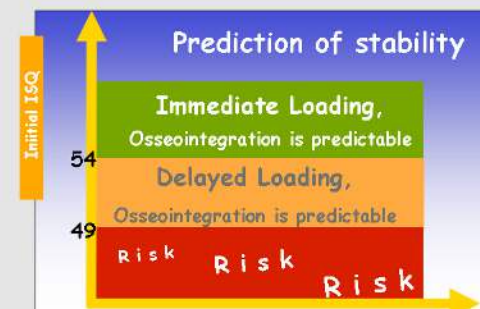 Prediction of stability
Iniitial ISQ
Immediate Loading,
Osseointegration is predictable
54
Delayed Loading,
Osseointegration is predictable
49
Risk Risk Risk